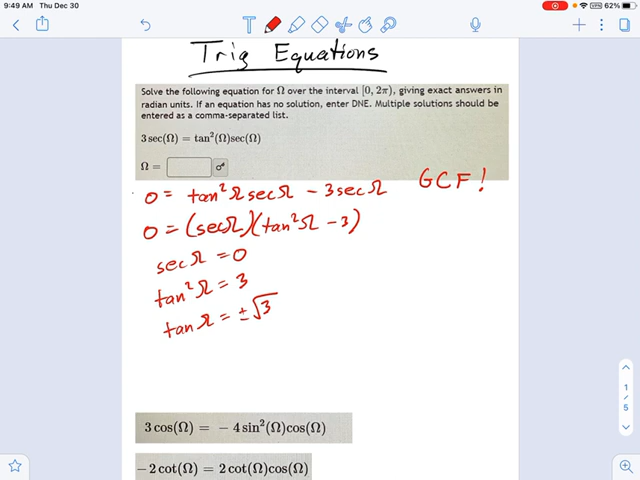 9:49 AM Thu Dec 30
62%
Trig Equations
Solve the following equation for Ω over the interval [0, 2π), giving exact answers in
radian units. If an equation has no solution, enter DNE. Multiple solutions should be
entered as a comma-separated list.
3 sec(Ω) = tan²(Ω)sec(Ω)
Ω =
0 = tan²Ω secΩ - 3 secΩ GCF!
0 = (secΩ)(tan²Ω - 3)
secΩ = 0
tan²Ω = 3
tanΩ = ±√3
1
/
5
3 cos(Ω) = - 4 sin²(Ω)cos(Ω)
-2 cot(Ω) = 2 cot(Ω)cos(Ω)